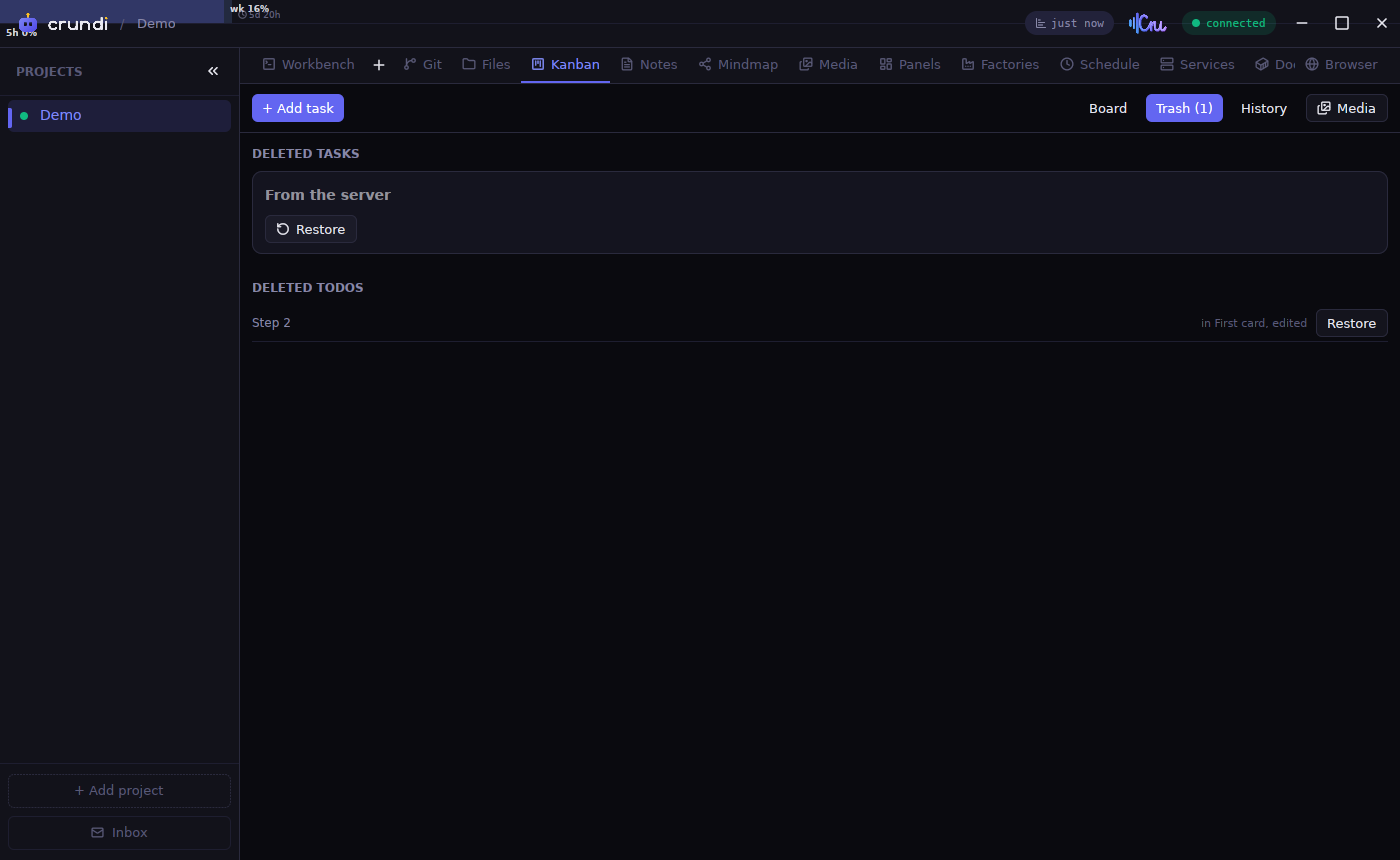 wk 16%
5d 20h
5h 0%
crundi / Demo
just now
Cru
connected
PROJECTS
Workbench
Git
Files
Kanban
Notes
Mindmap
Media
Panels
Factories
Schedule
Services
Browser
Demo
+ Add task
Board
Trash (1)
History
Media
DELETED TASKS
From the server
Restore
DELETED TODOS
Step 2
in First card, edited
Restore
+ Add project
Inbox